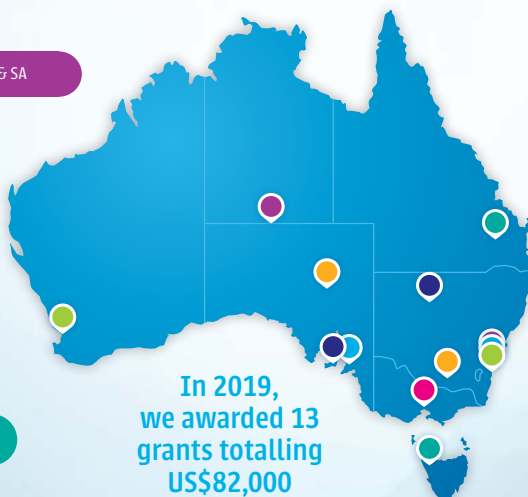 & SA
In 2019,
we awarded 13
grants totalling
US$82,000